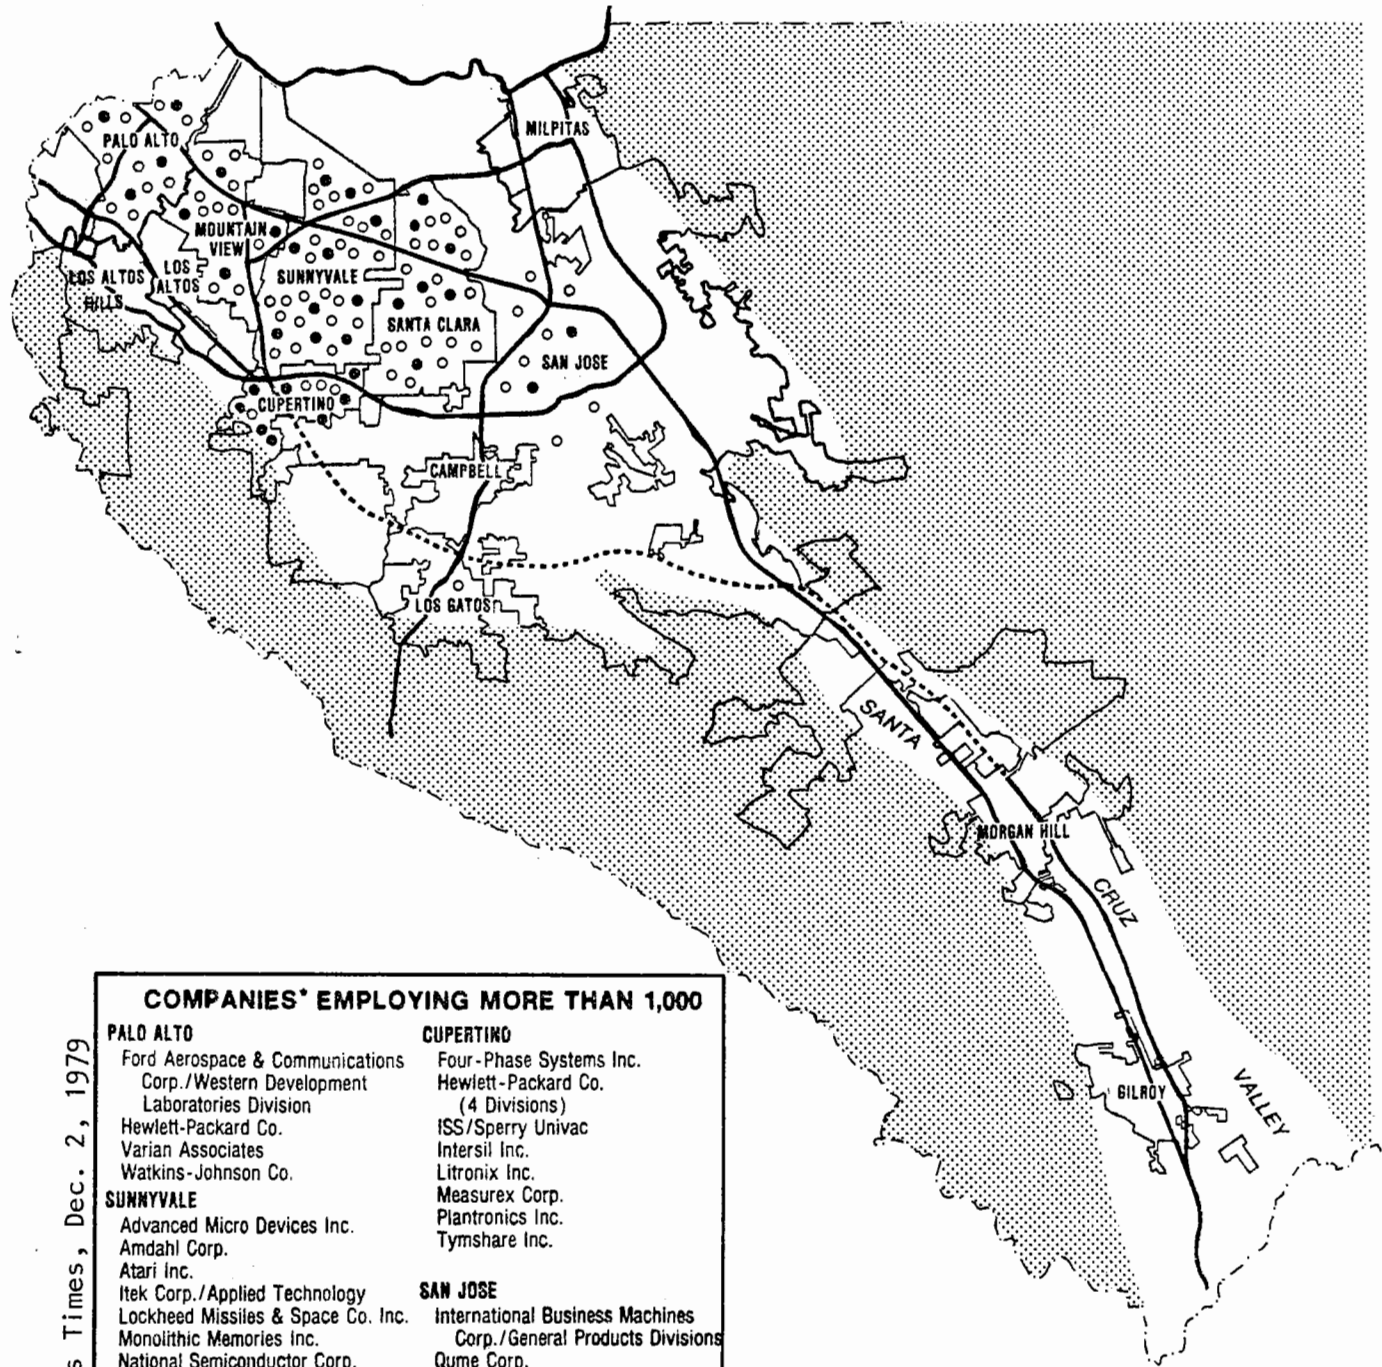 MILPITAS
PALO ALTO
MOUNTAIN
VIEW
LOS ALTOS
HILLS
LOS
ALTOS
SUNNYVALE
SANTA CLARA
SAN JOSE
CUPERTINO
CAMPBELL
LOS GATOS
SANTA
MORGAN HILL
CRUZ
GILROY
VALLEY
s Times, Dec. 2, 1979
COMPANIES* EMPLOYING MORE THAN 1,000
PALO ALTO
Ford Aerospace & Communications
Corp./Western Development
Laboratories Division
Hewlett-Packard Co.
Varian Associates
Watkins-Johnson Co.
SUNNYVALE
Advanced Micro Devices Inc.
Amdahl Corp.
Atari Inc.
Itek Corp./Applied Technology
Lockheed Missiles & Space Co. Inc.
Monolithic Memories Inc.
National Semiconductor Corp.
CUPERTINO
Four-Phase Systems Inc.
Hewlett-Packard Co.
(4 Divisions)
ISS/Sperry Univac
Intersil Inc.
Litronix Inc.
Measurex Corp.
Plantronics Inc.
Tymshare Inc.
SAN JOSE
International Business Machines
Corp./General Products Divisions
Qume Corp.